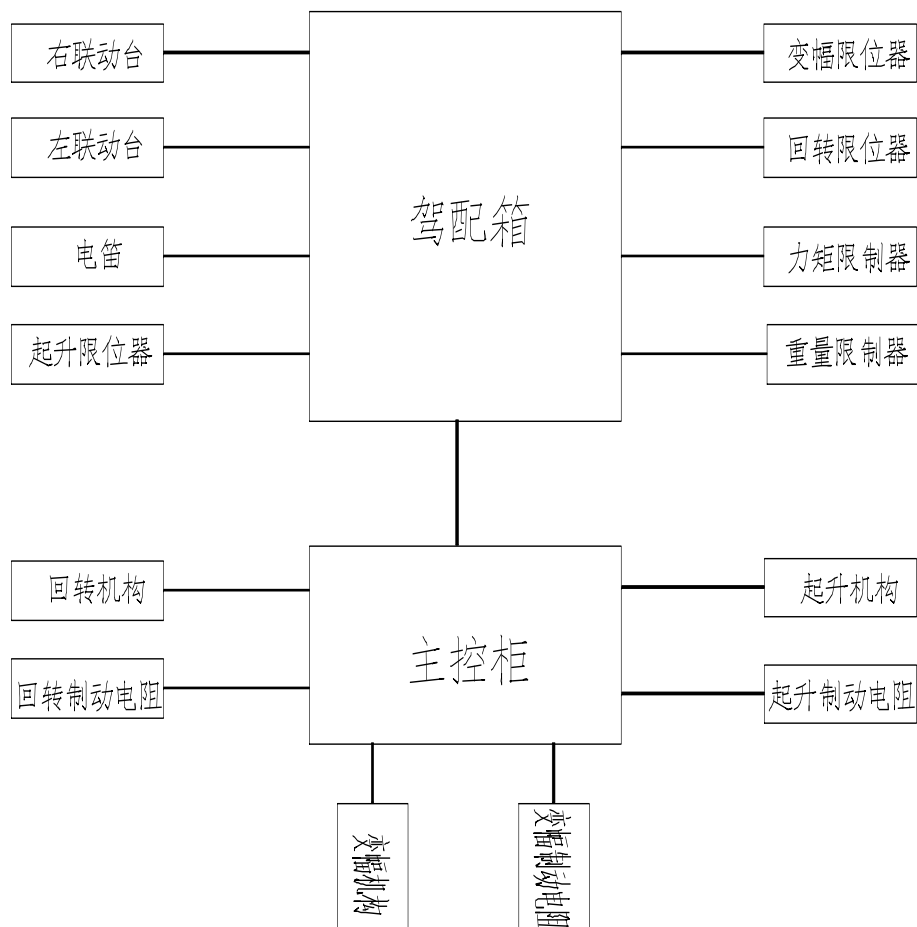 右联动台
变幅限位器
左联动台
回转限位器
驾配箱
电笛
力矩限制器
起升限位器
重量限制器
回转机构
起升机构
主控柜
回转制动电阻
起升制动电阻
变幅机构
变幅制动电阻